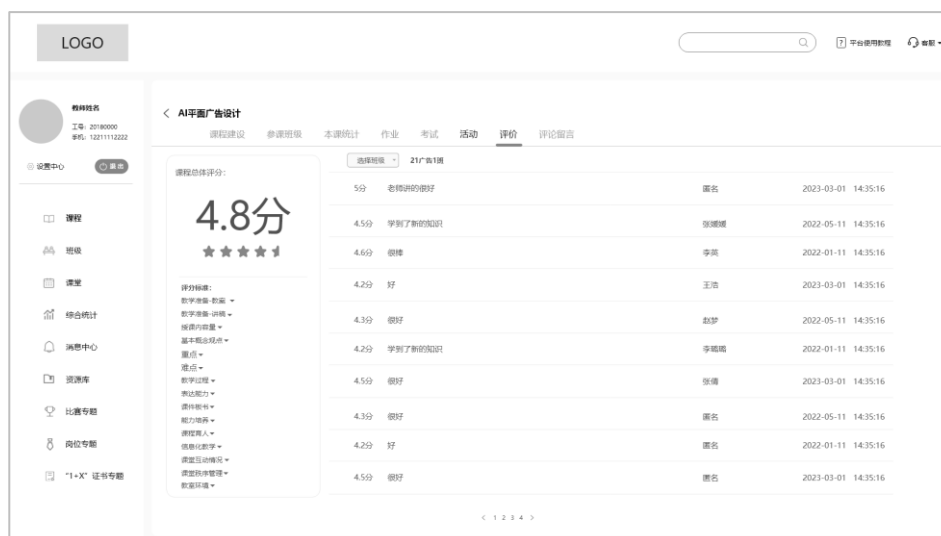 LOGO
? 平台使用教程 客服
教师姓名
工号: 20180000
手机: 12211112222
设置中心 退出
课程
班级
课堂
综合统计
消息中心
资源库
比赛专题
岗位专题
"1+X" 证书专题
< AI平面广告设计
课程建设 参课班级 本课统计 作业 考试 活动 评价 评论留言
课程总体评分:
4.8分
评分标准:
教学准备-教案
教学准备-讲稿
授课内容量
基本概念观点
重点
难点
教学过程
表达能力
课件板书
能力培养
课程育人
信息化教学
课堂互动情况
课堂秩序管理
教室环境
选择班级 21广告1班
5分 老师讲的很好 匿名 2023-03-01 14:35:16
4.5分 学到了新的知识 张媛媛 2022-05-11 14:35:16
4.6分 很棒 李英 2022-01-11 14:35:16
4.2分 好 王浩 2023-03-01 14:35:16
4.3分 很好 赵梦 2022-05-11 14:35:16
4.2分 学到了新的知识 李璐璐 2022-01-11 14:35:16
4.5分 很好 张倩 2023-03-01 14:35:16
4.3分 很好 匿名 2022-05-11 14:35:16
4.2分 好 匿名 2022-01-11 14:35:16
4.5分 很好 匿名 2023-03-01 14:35:16
< 1 2 3 4 >